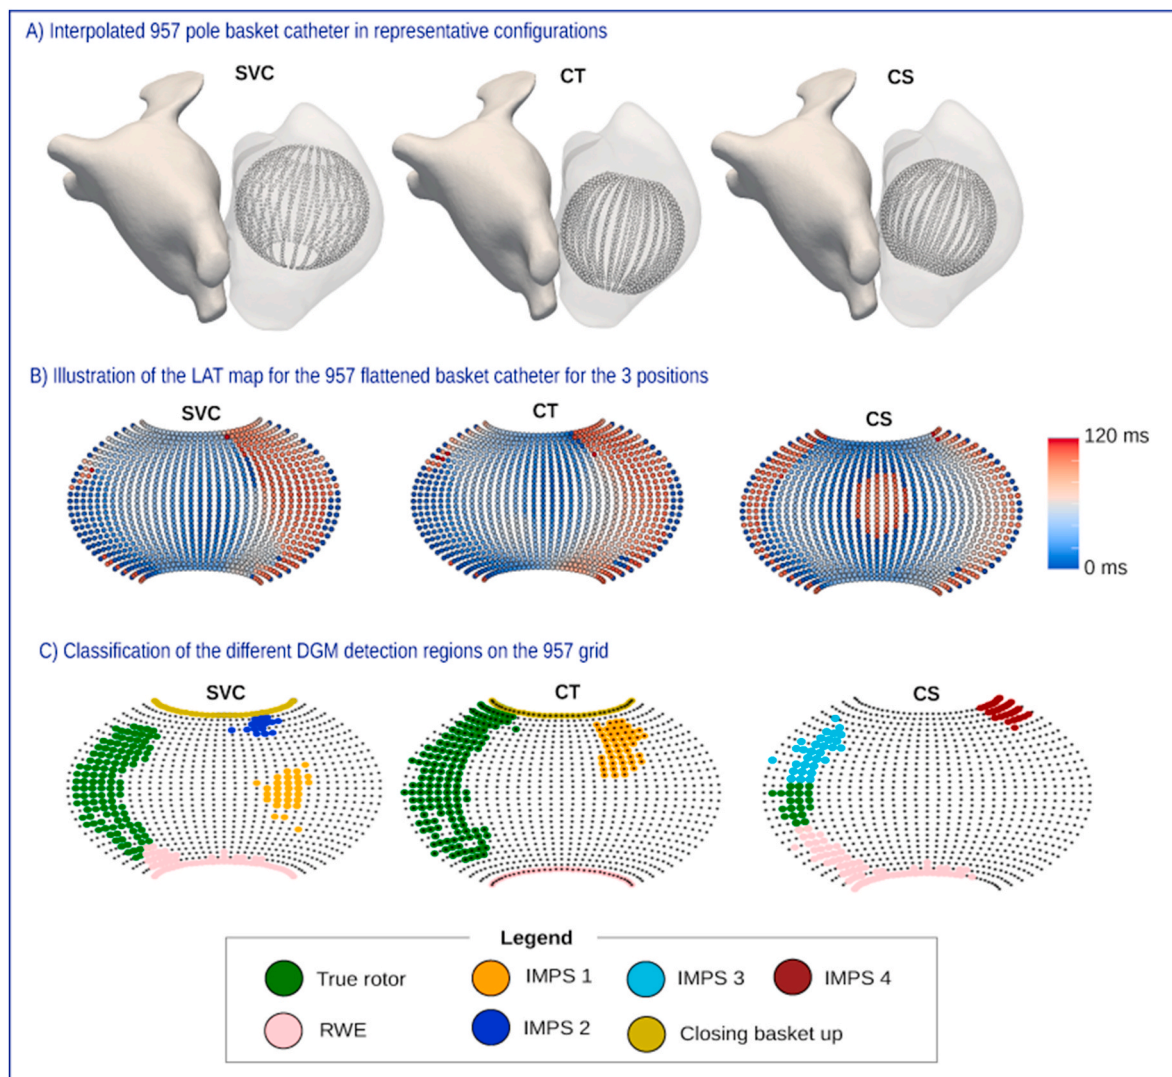 A) Interpolated 957 pole basket catheter in representative configurations
SVC CT CS
B) Illustration of the LAT map for the 957 flattened basket catheter for the 3 positions
SVC CT CS
120 ms
0 ms
C) Classification of the different DGM detection regions on the 957 grid
SVC CT CS
Legend
True rotor IMPS 1 IMPS 3 IMPS 4
RWE IMPS 2 Closing basket up